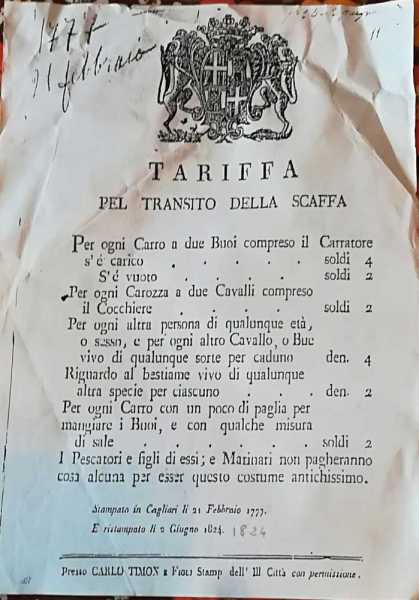 1777
21 febbraio
11
TARIFFA
PEL TRANSITO DELLA SCAFFA
Per ogni Carro a due Buoi compreso il Carratore
s'é carico . . . . . soldi 4
S'é vuoto . . . . . soldi 2
Per ogni Carozza a due Cavalli compreso
il Cocchiere . . . . . soldi 2
Per ogni altra persona di qualunque età,
o sesso, e per ogni altro Cavallo, o Bue
vivo di qualunque sorte per caduno den. 4
Riguardo al bestiame vivo di qualunque
altra specie per ciascuno . . . den. 2
Per ogni Carro con un poco di paglia per
mangiare i Buoi, e con qualche misura
di sale . . . . . . soldi 2
I Pescatori e figli di essi; e Marinari non pagheranno
cosa alcuna per esser questo costume antichissimo.
Stampato in Cagliari li 21 Febbraio 1777.
E ristampato li 2 Giugno 1824. 1824
Presso CARLO TIMON e FIGLI Stamp dell' Ill Città con permissione.